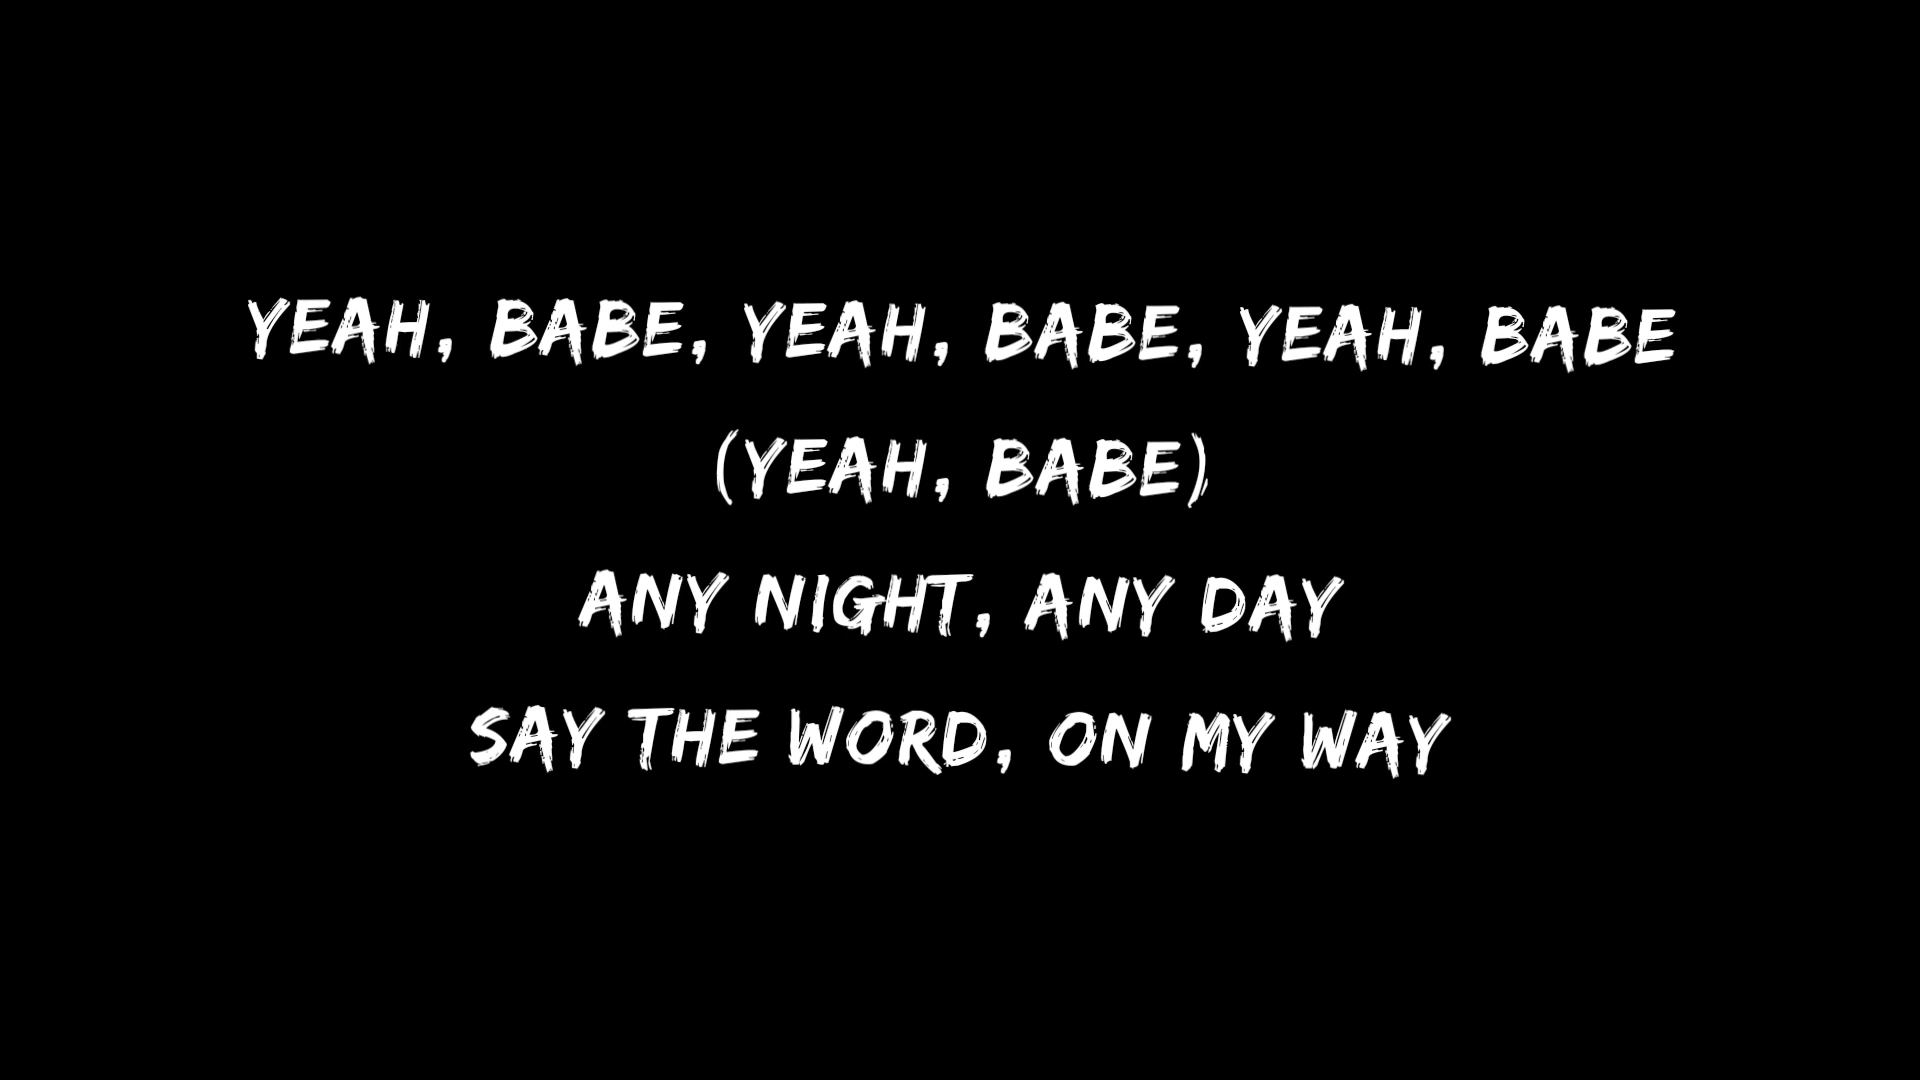 YEAH, BABE, YEAH, BABE, YEAH, BABE
(YEAH, BABE)
ANY NIGHT, ANY DAY
SAY THE WORD, ON MY WAY